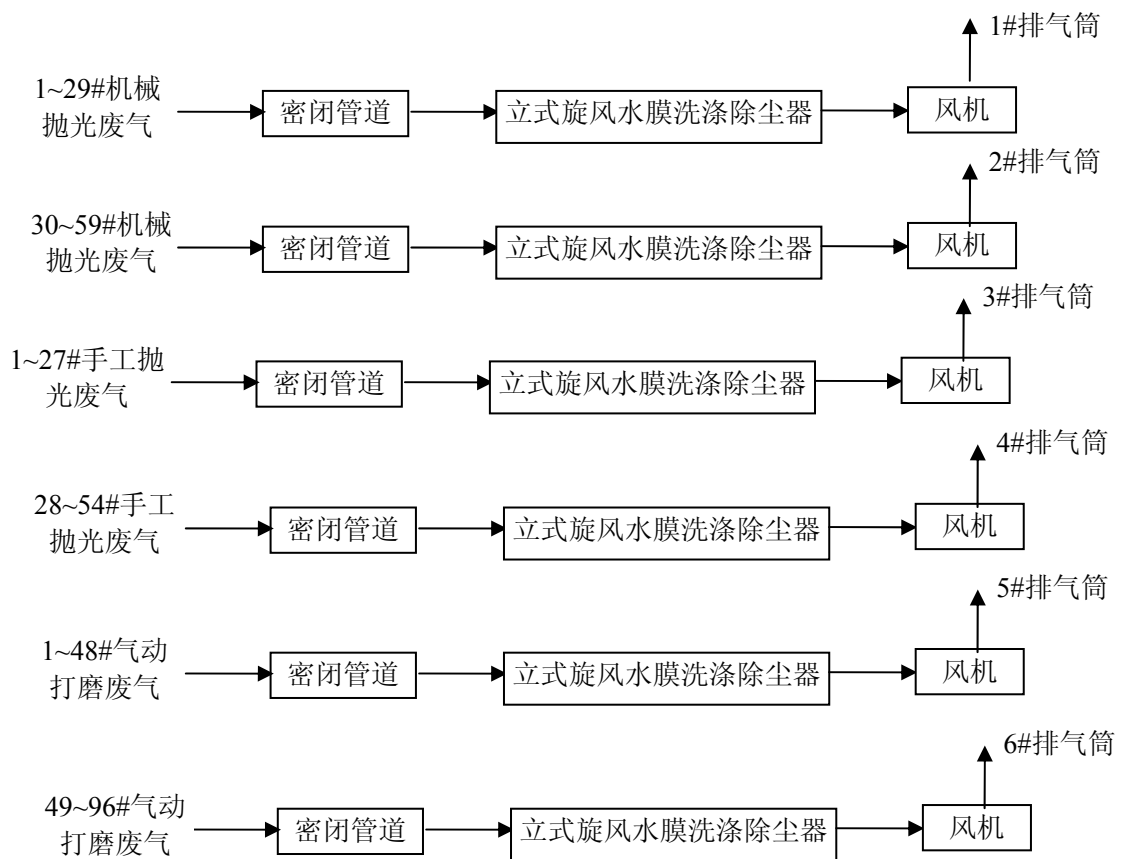 1#排气筒
1~29#机械
抛光废气
密闭管道
立式旋风水膜洗涤除尘器
风机
2#排气筒
30~59#机械
抛光废气
密闭管道
立式旋风水膜洗涤除尘器
风机
3#排气筒
1~27#手工抛
光废气
密闭管道
立式旋风水膜洗涤除尘器
风机
4#排气筒
28~54#手工
抛光废气
密闭管道
立式旋风水膜洗涤除尘器
风机
5#排气筒
1~48#气动
打磨废气
密闭管道
立式旋风水膜洗涤除尘器
风机
6#排气筒
49~96#气动
打磨废气
密闭管道
立式旋风水膜洗涤除尘器
风机